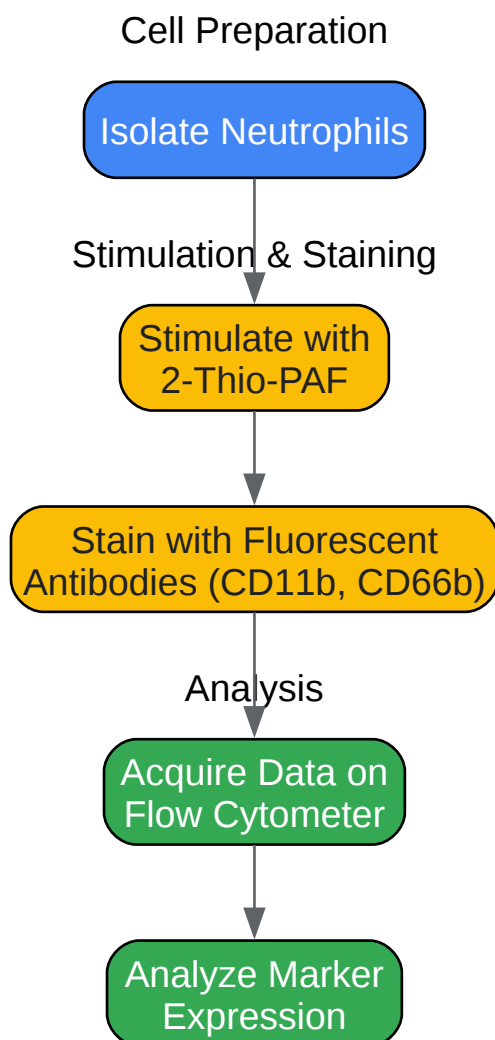 Cell Preparation
Isolate Neutrophils
Stimulation & Staining
Stimulate with
2-Thio-PAF
Stain with Fluorescent
Antibodies (CD11b, CD66b)
Analysis
Acquire Data on
Flow Cytometer
Analyze Marker
Expression